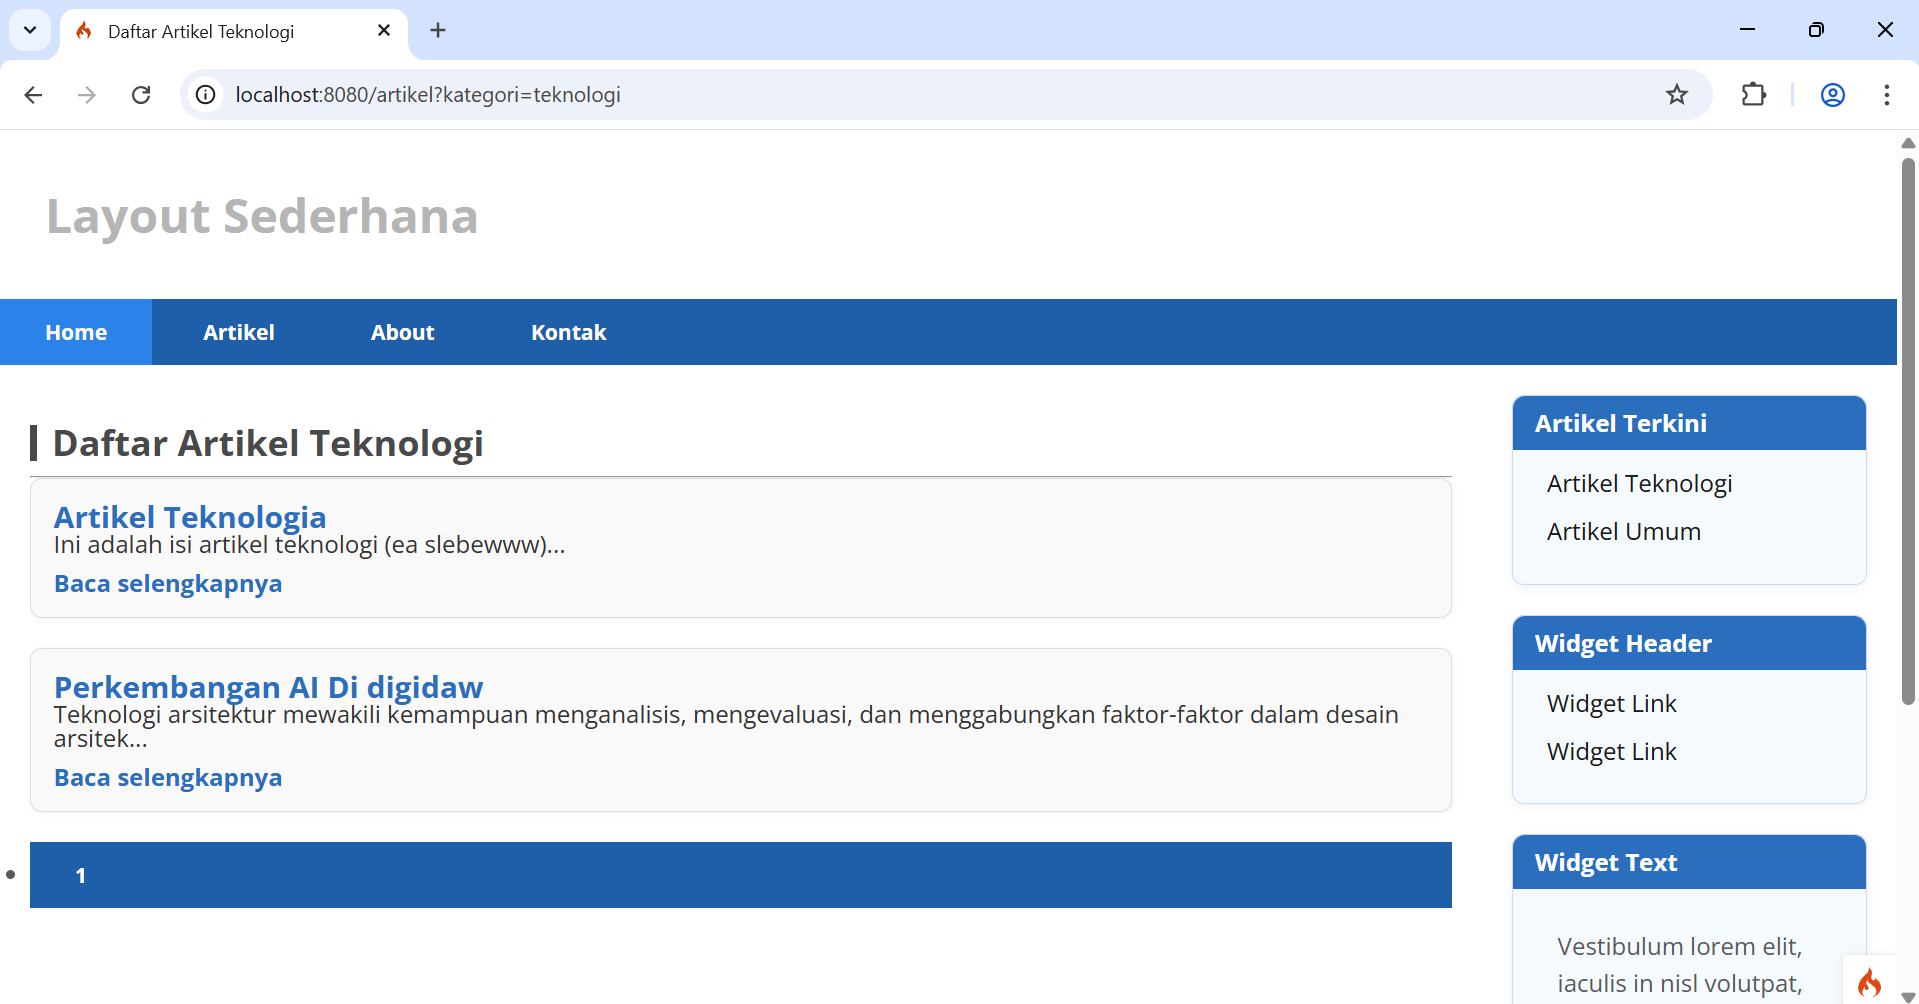 Daftar Artikel Teknologi
localhost:8080/artikel?kategori=teknologi
Layout Sederhana
Home Artikel About Kontak
Daftar Artikel Teknologi
Artikel Teknologia
Ini adalah isi artikel teknologi (ea slebewww)...
Baca selengkapnya
Perkembangan AI Di digidaw
Teknologi arsitektur mewakili kemampuan menganalisis, mengevaluasi, dan menggabungkan faktor-faktor dalam desain
arsitek...
Baca selengkapnya
1
Artikel Terkini
Artikel Teknologi
Artikel Umum
Widget Header
Widget Link
Widget Link
Widget Text
Vestibulum lorem elit,
iaculis in nisl volutpat,